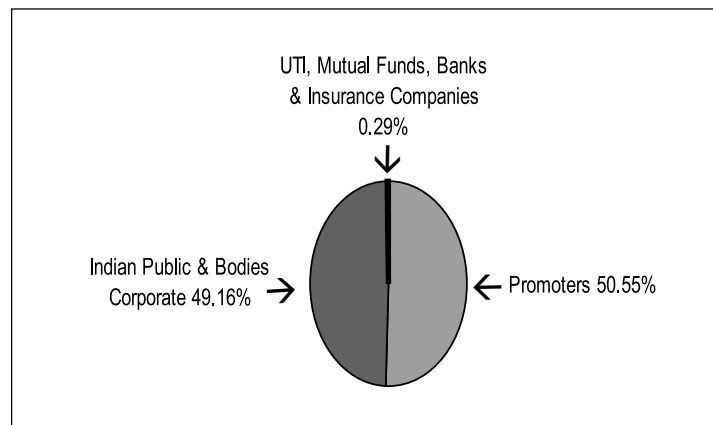 UTI, Mutual Funds, Banks
& Insurance Companies
0.29%
Indian Public & Bodies
Corporate 49.16%
Promoters 50.55%